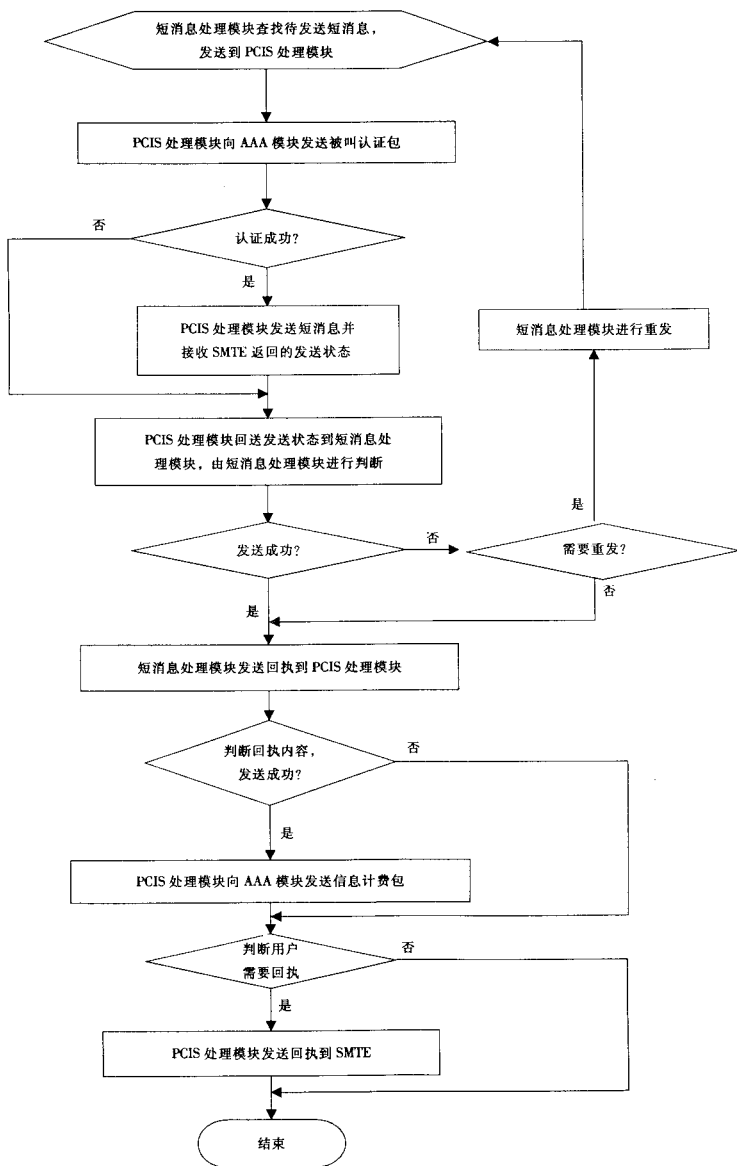 短消息处理模块查找待发送短消息，
发送到 PCIS 处理模块
PCIS 处理模块向 AAA 模块发送被叫认证包
否
认证成功?
是
PCIS 处理模块发送短消息并
接收 SMTE 返回的发送状态
短消息处理模块进行重发
PCIS 处理模块回送发送状态到短消息处
理模块，由短消息处理模块进行判断
是
发送成功?
否
需要重发?
是
否
短消息处理模块发送回执到 PCIS 处理模块
判断回执内容，
发送成功?
否
是
PCIS 处理模块向 AAA 模块发送信息计费包
判断用户
需要回执
否
是
PCIS 处理模块发送回执到 SMTE
结束